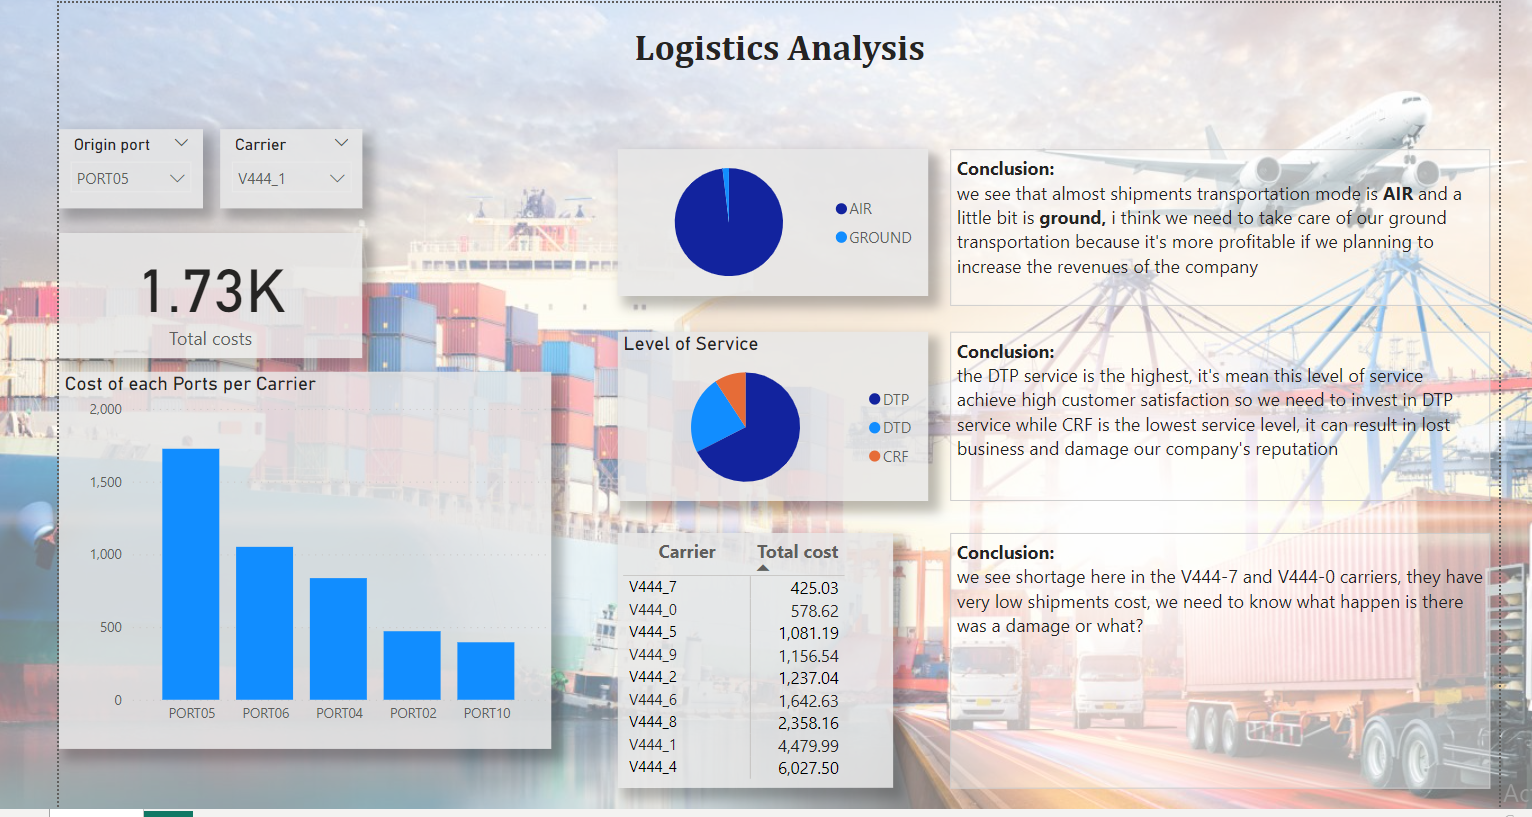 Logistics Analysis
Origin port
PORT05
Carrier
V444_1
1.73K
Total costs
Cost of each Ports per Carrier
2,000
1,500
1,000
500
0
PORT05 PORT06 PORT04 PORT02 PORT10
AIR
GROUND
Level of Service
DTP
DTD
CRF
Carrier Total cost
V444_7 425.03
V444_0 578.62
V444_5 1,081.19
V444_9 1,156.54
V444_2 1,237.04
V444_6 1,642.63
V444_8 2,358.16
V444_1 4,479.99
V444_4 6,027.50
Conclusion:
we see that almost shipments transportation mode is AIR and a
little bit is ground, i think we need to take care of our ground
transportation because it's more profitable if we planning to
increase the revenues of the company
Conclusion:
the DTP service is the highest, it's mean this level of service
achieve high customer satisfaction so we need to invest in DTP
service while CRF is the lowest service level, it can result in lost
business and damage our company's reputation
Conclusion:
we see shortage here in the V444-7 and V444-0 carriers, they have
very low shipments cost, we need to know what happen is there
was a damage or what?